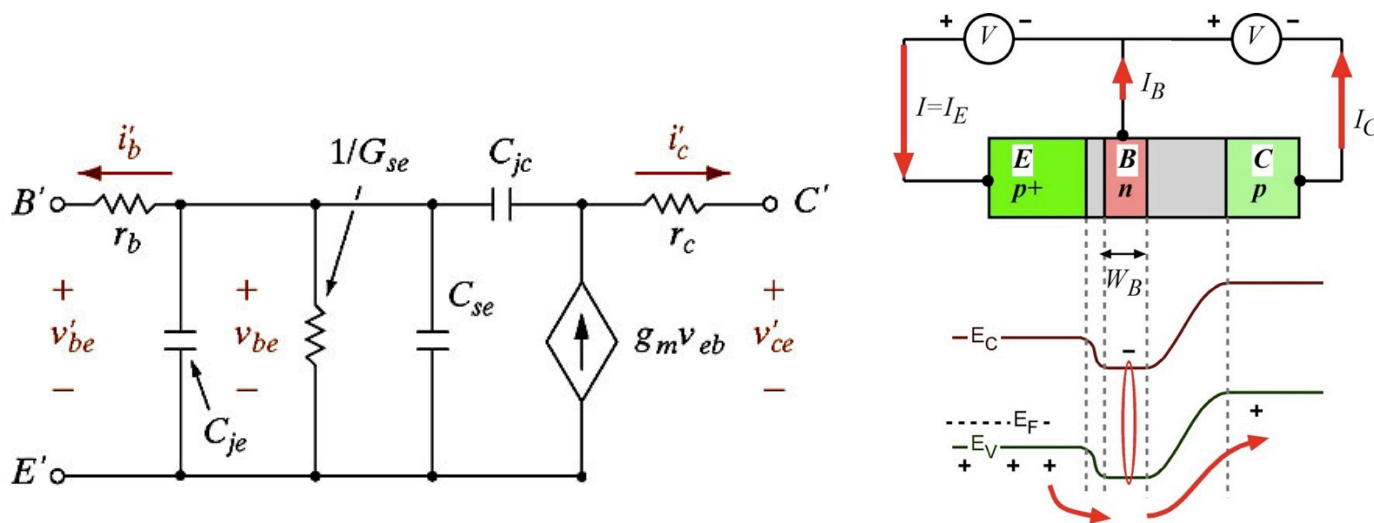 i'b
1/Gse
Cjc
i'c
B'
rb
rc
C'
+
v'be
−
+
vbe
−
Cse
gmveb
+
v'ce
−
Cje
E'
+ V −
+ V −
I=IE
IB
IC
E
p+
B
n
C
p
WB
EC
−
EF
EV
+ + +
+